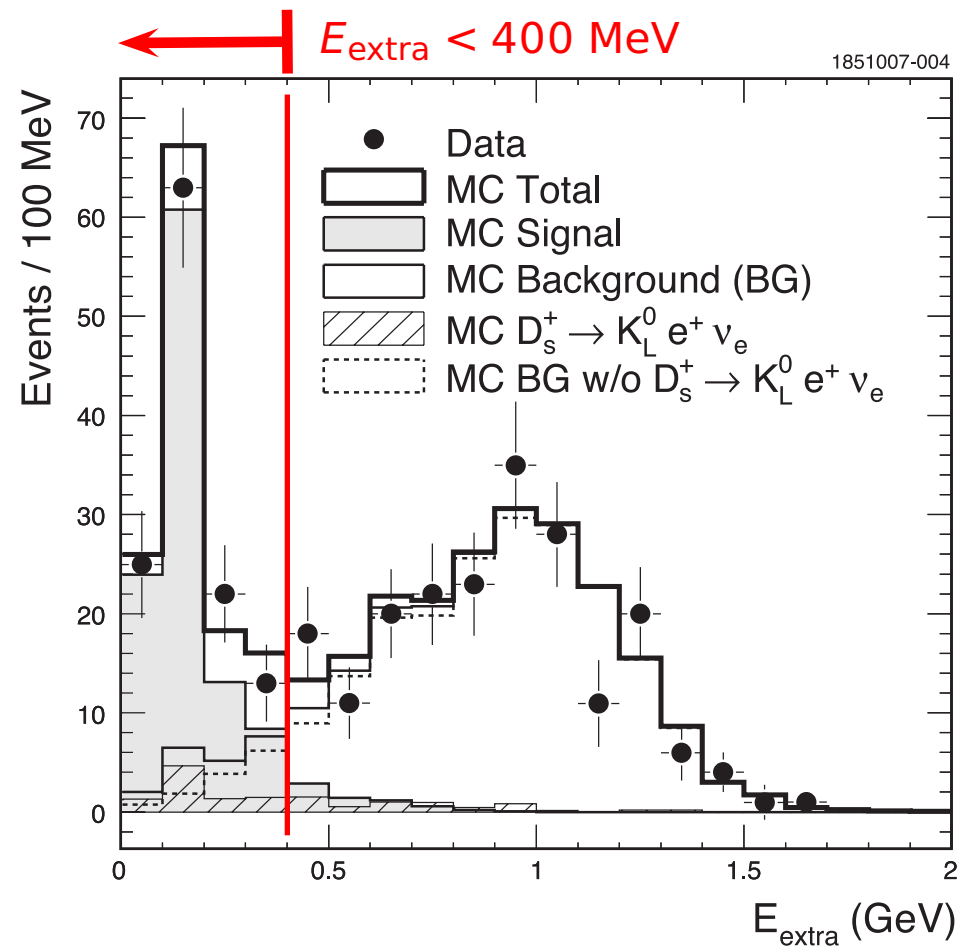 E_extra < 400 MeV
1851007-004
Data
MC Total
MC Signal
MC Background (BG)
MC D_s^+ → K_L^0 e^+ ν_e
MC BG w/o D_s^+ → K_L^0 e^+ ν_e
Events / 100 MeV
70
60
50
40
30
20
10
0
0 0.5 1 1.5 2
E_extra (GeV)